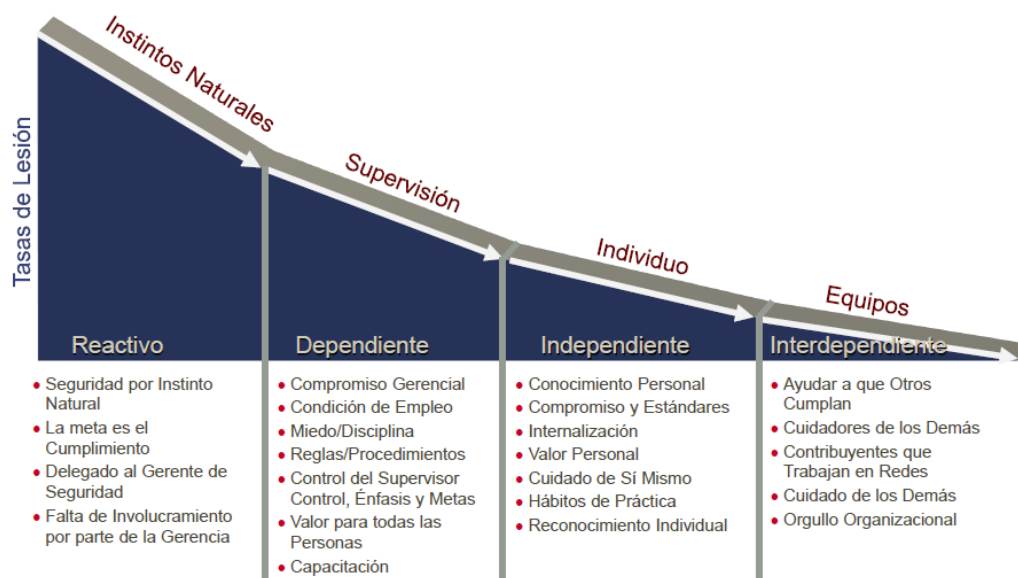 Tasas de Lesión
Instintos Naturales
Supervisión
Individuo
Equipos
Reactivo
Dependiente
Independiente
Interdependiente
• Seguridad por Instinto
Natural
• La meta es el
Cumplimiento
• Delegado al Gerente de
Seguridad
• Falta de Involucramiento
por parte de la Gerencia
• Compromiso Gerencial
• Condición de Empleo
• Miedo/Disciplina
• Reglas/Procedimientos
• Control del Supervisor
Control, Énfasis y Metas
• Valor para todas las
Personas
• Capacitación
• Conocimiento Personal
• Compromiso y Estándares
• Internalización
• Valor Personal
• Cuidado de Sí Mismo
• Hábitos de Práctica
• Reconocimiento Individual
• Ayudar a que Otros
Cumplan
• Cuidadores de los Demás
• Contribuyentes que
Trabajan en Redes
• Cuidado de los Demás
• Orgullo Organizacional